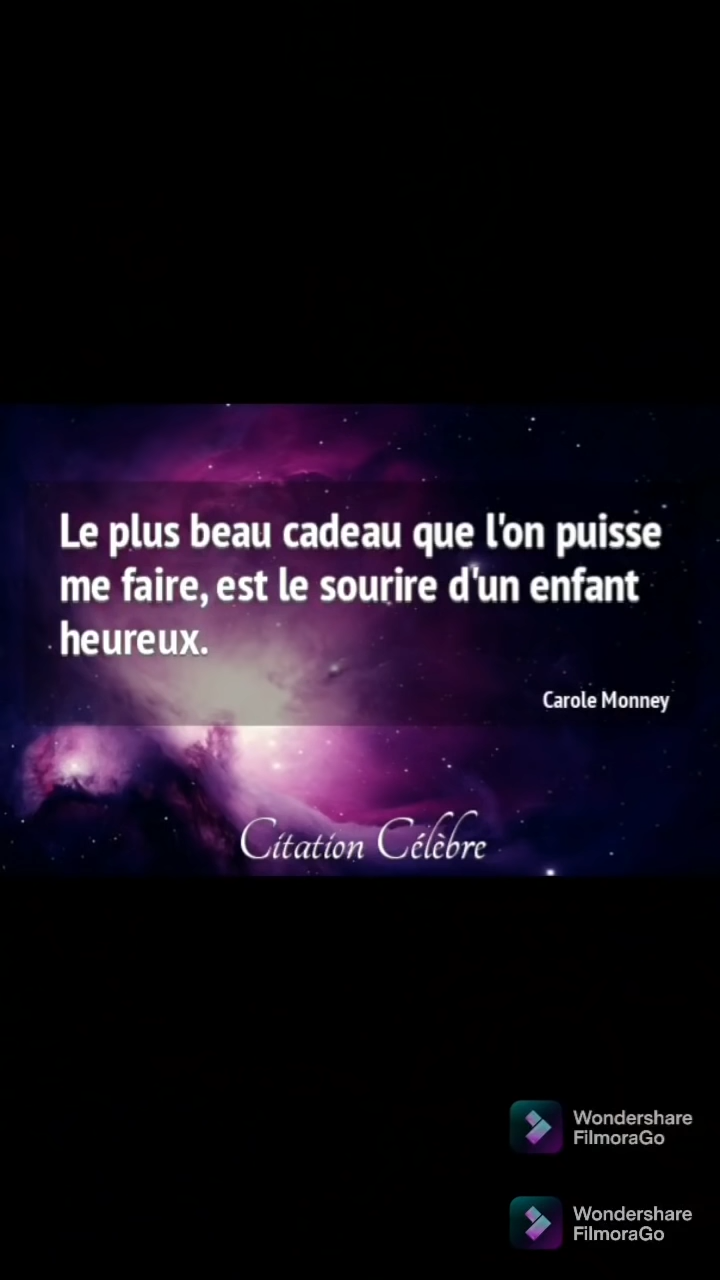 Le plus beau cadeau que l'on puisse
me faire, est le sourire d'un enfant
heureux.
Carole Monney
Citation Célèbre
Wondershare
FilmoraGo
Wondershare
FilmoraGo